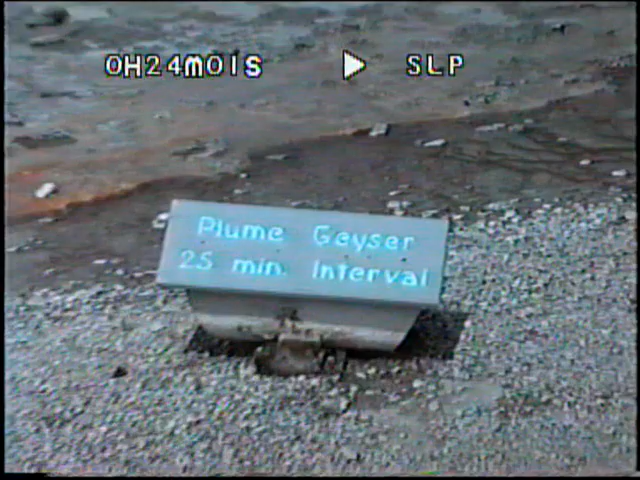 0H24M01S ▶ SLP
Plume Geyser
25 min. Interval